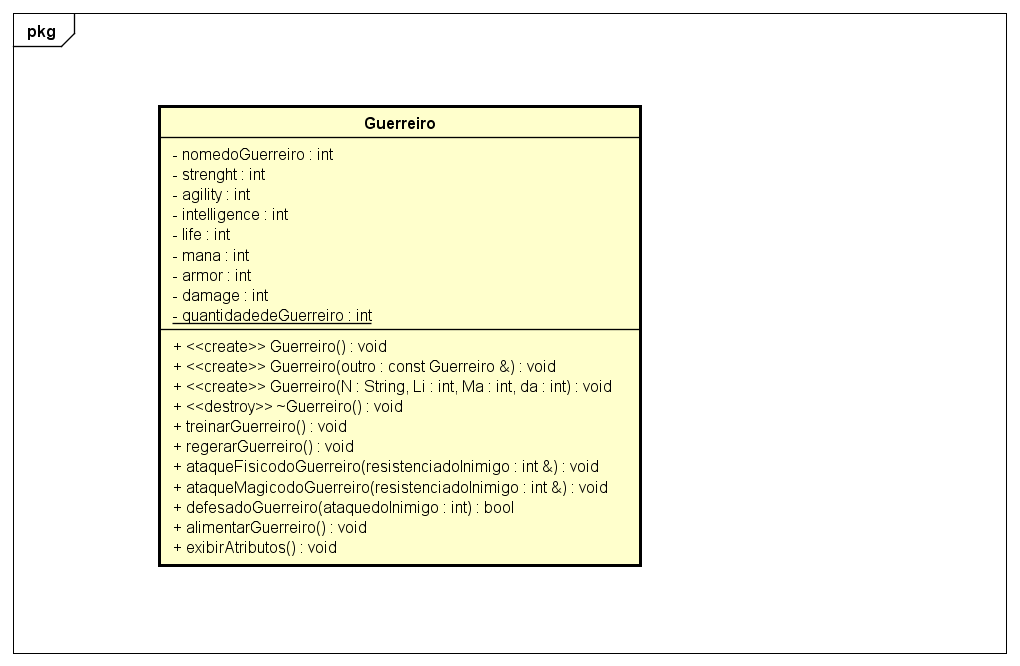 pkg
Guerreiro
- nomedoGuerreiro : int
- strenght : int
- agility : int
- intelligence : int
- life : int
- mana : int
- armor : int
- damage : int
- quantidadedeGuerreiro : int
+ <<create>> Guerreiro() : void
+ <<create>> Guerreiro(outro : const Guerreiro &) : void
+ <<create>> Guerreiro(N : String, Li : int, Ma : int, da : int) : void
+ <<destroy>> ~Guerreiro() : void
+ treinarGuerreiro() : void
+ regerarGuerreiro() : void
+ ataqueFisicodoGuerreiro(resistenciadoInimigo : int &) : void
+ ataqueMagicodoGuerreiro(resistenciadoInimigo : int &) : void
+ defesadoGuerreiro(ataquedoInimigo : int) : bool
+ alimentarGuerreiro() : void
+ exibirAtributos() : void